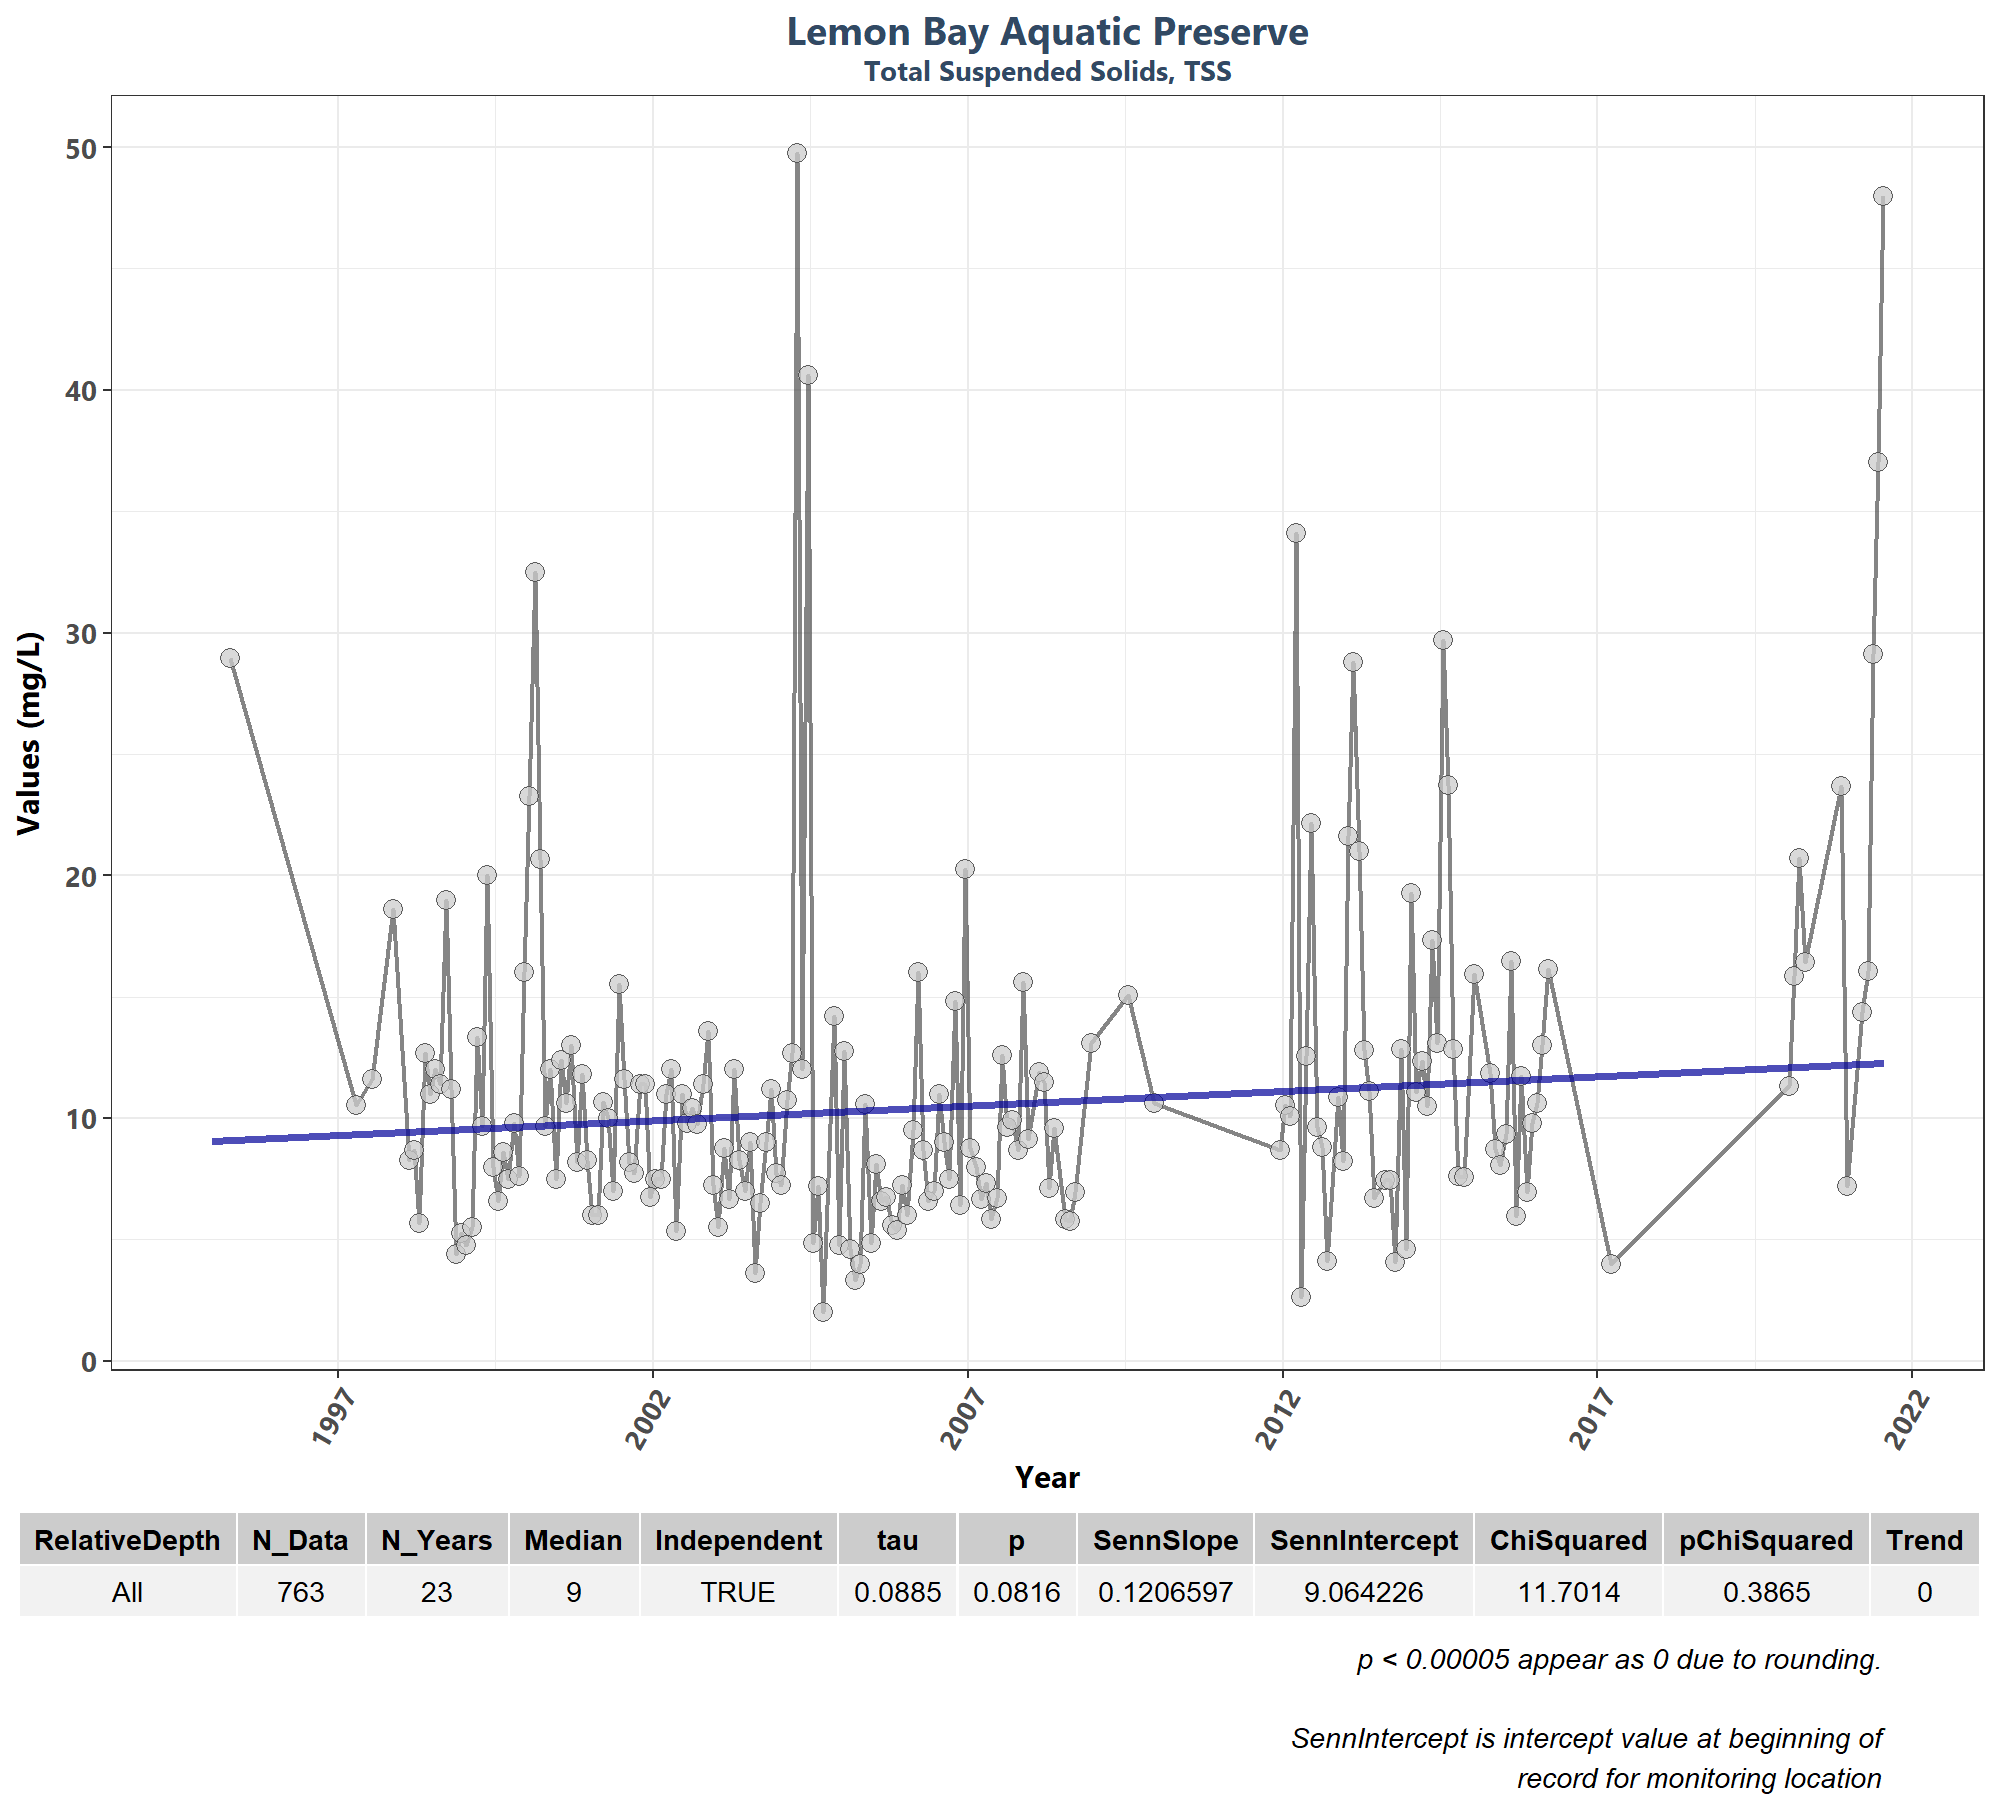 Lemon Bay Aquatic Preserve
Total Suspended Solids, TSS
Values (mg/L)
50
40
30
20
10
0
1997 2002 2007 2012 2017 2022
Year
RelativeDepth N_Data N_Years Median Independent tau p SennSlope SennIntercept ChiSquared pChiSquared Trend
All 763 23 9 TRUE 0.0885 0.0816 0.1206597 9.064226 11.7014 0.3865 0
p < 0.00005 appear as 0 due to rounding.
SennIntercept is intercept value at beginning of
record for monitoring location